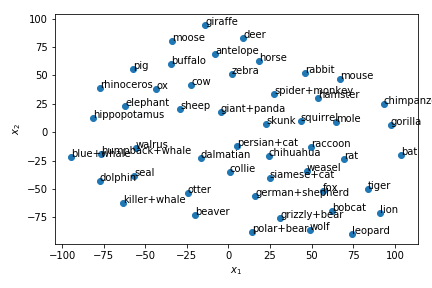 100
75
50
25
0
−25
−50
−75
x₂
giraffe
moose
deer
antelope
buffalo
horse
pig
zebra
rabbit
mouse
rhinoceros
ox
cow
spider+monkey
hamster
elephant
sheep
giant+panda
chimpanz
hippopotamus
skunk
squirrel
mole
gorilla
walrus
humpback+whale
blue+whale
persian+cat
raccoon
dalmatian
chihuahua
rat
bat
seal
dolphin
collie
siamese+cat
weasel
otter
german+shepherd
fox
tiger
killer+whale
beaver
grizzly+bear
bobcat
lion
polar+bear
wolf
leopard
−100
−75
−50
−25
0
25
50
75
100
x₁